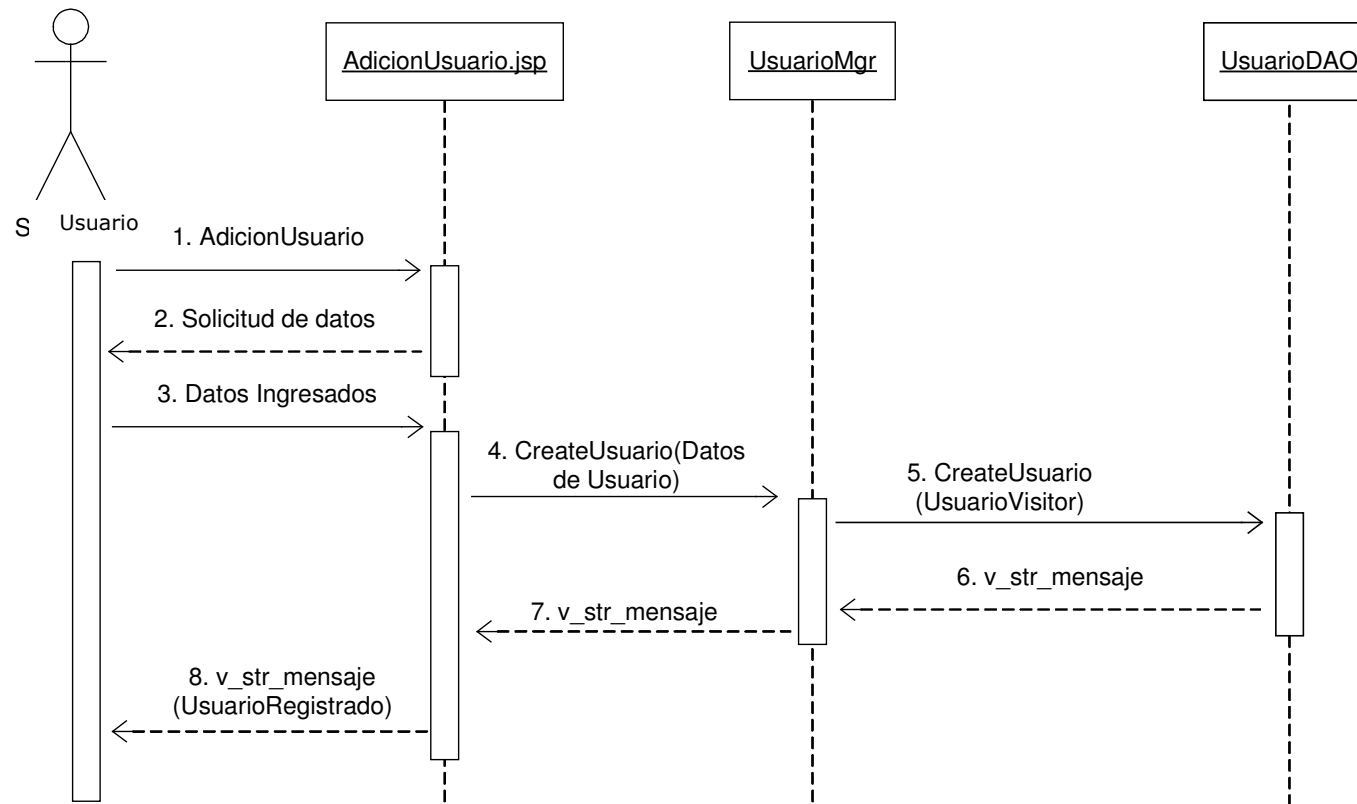 AdicionUsuario.jsp
UsuarioMgr
UsuarioDAO
S
Usuario
1. AdicionUsuario
2. Solicitud de datos
3. Datos Ingresados
4. CreateUsuario(Datos
de Usuario)
5. CreateUsuario
(UsuarioVisitor)
6. v_str_mensaje
7. v_str_mensaje
8. v_str_mensaje
(UsuarioRegistrado)